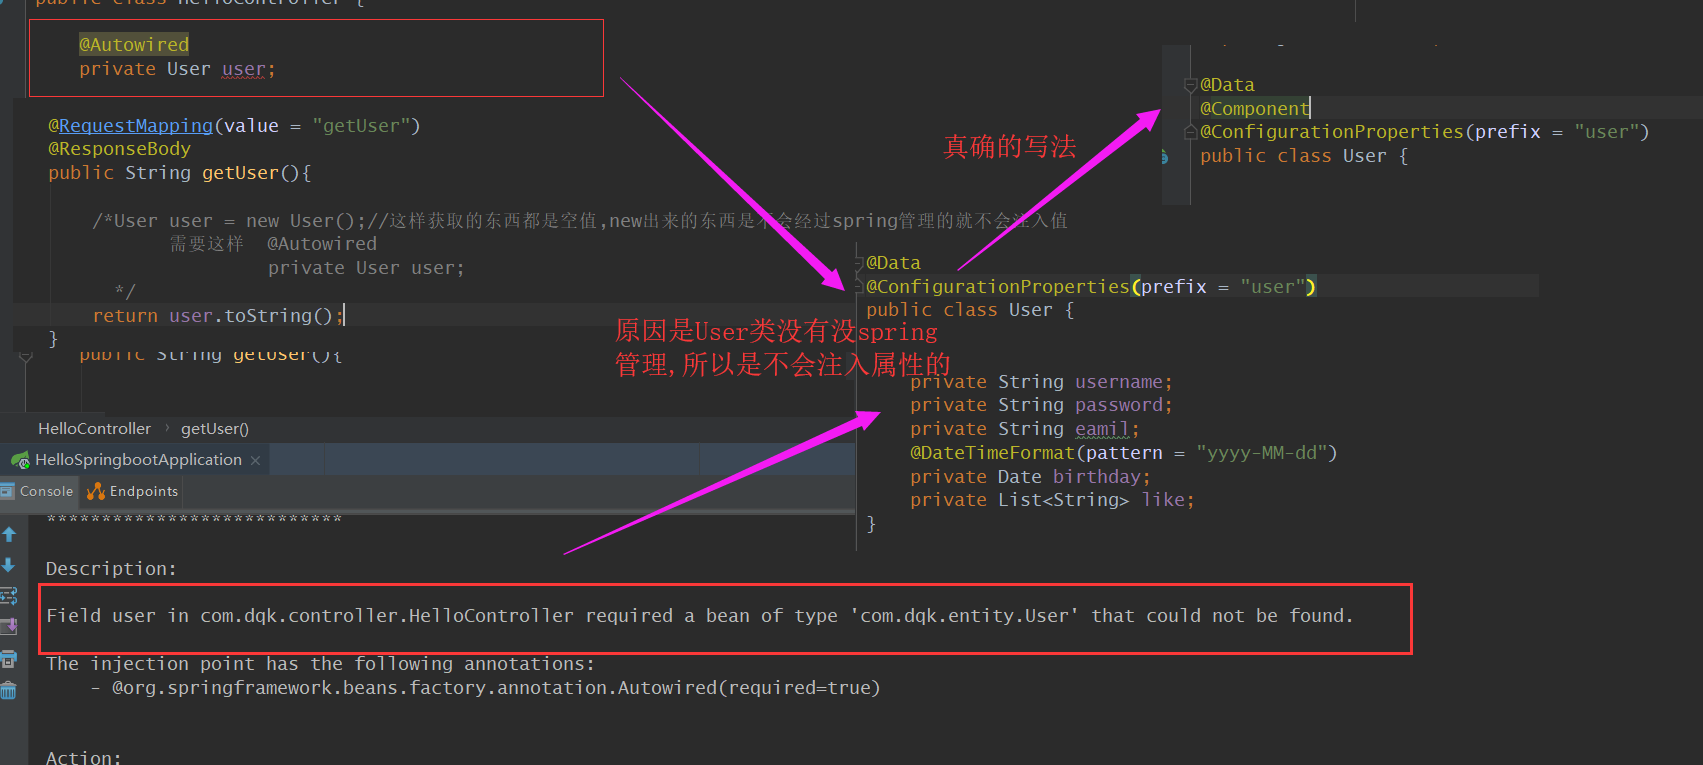 public class HelloController {
@Autowired
private User user;
@RequestMapping(value = "getUser")
@ResponseBody
public String getUser(){
/*User user = new User();//这样获取的东西都是空值,new出来的东西是不会经过spring管理的就不会注入值
需要这样 @Autowired
private User user;
*/
return user.toString();
}
public String getUser(){
真确的写法
@Data
@Component
@ConfigurationProperties(prefix = "user")
public class User {
@Data
@ConfigurationProperties(prefix = "user")
public class User {
原因是User类没有没spring
管理,所以是不会注入属性的
private String username;
private String password;
private String eamil;
@DateTimeFormat(pattern = "yyyy-MM-dd")
private Date birthday;
private List<String> like;
}
HelloController › getUser()
HelloSpringbootApplication ×
Console Endpoints
***************************
Description:
Field user in com.dqk.controller.HelloController required a bean of type 'com.dqk.entity.User' that could not be found.
The injection point has the following annotations:
- @org.springframework.beans.factory.annotation.Autowired(required=true)
Action: